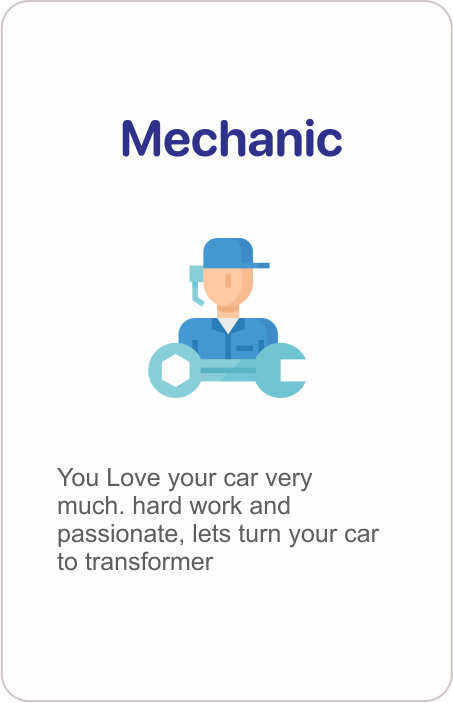 Mechanic
You Love your car very
much. hard work and
passionate, lets turn your car
to transformer